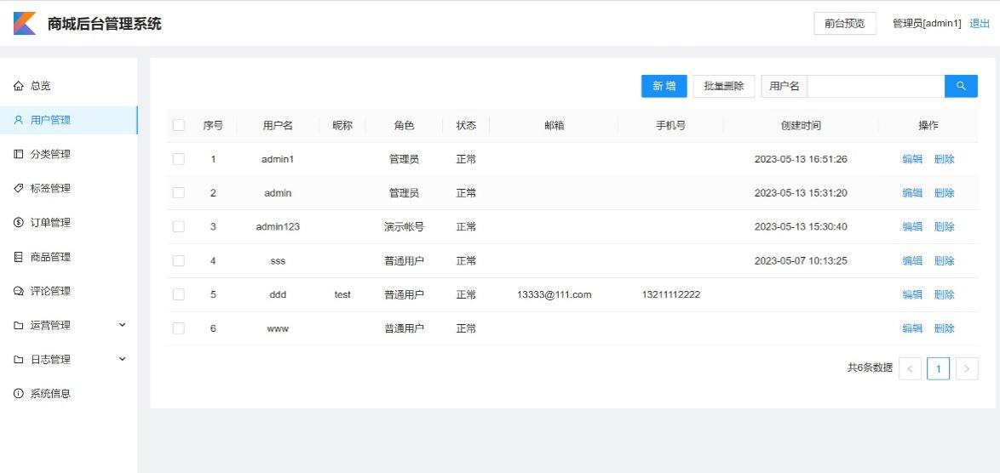 商城后台管理系统
前台预览 管理员[admin1] 退出
总览
用户管理
分类管理
标签管理
订单管理
商品管理
评论管理
运营管理
日志管理
系统信息
新 增 批量删除 用户名
序号 用户名 昵称 角色 状态 邮箱 手机号 创建时间 操作
1 admin1 管理员 正常 2023-05-13 16:51:26 编辑 删除
2 admin 管理员 正常 2023-05-13 15:31:20 编辑 删除
3 admin123 演示帐号 正常 2023-05-13 15:30:40 编辑 删除
4 sss 普通用户 正常 2023-05-07 10:13:25 编辑 删除
5 ddd test 普通用户 正常 13333@111.com 13211112222 编辑 删除
6 www 普通用户 正常 编辑 删除
共6条数据 < 1 >